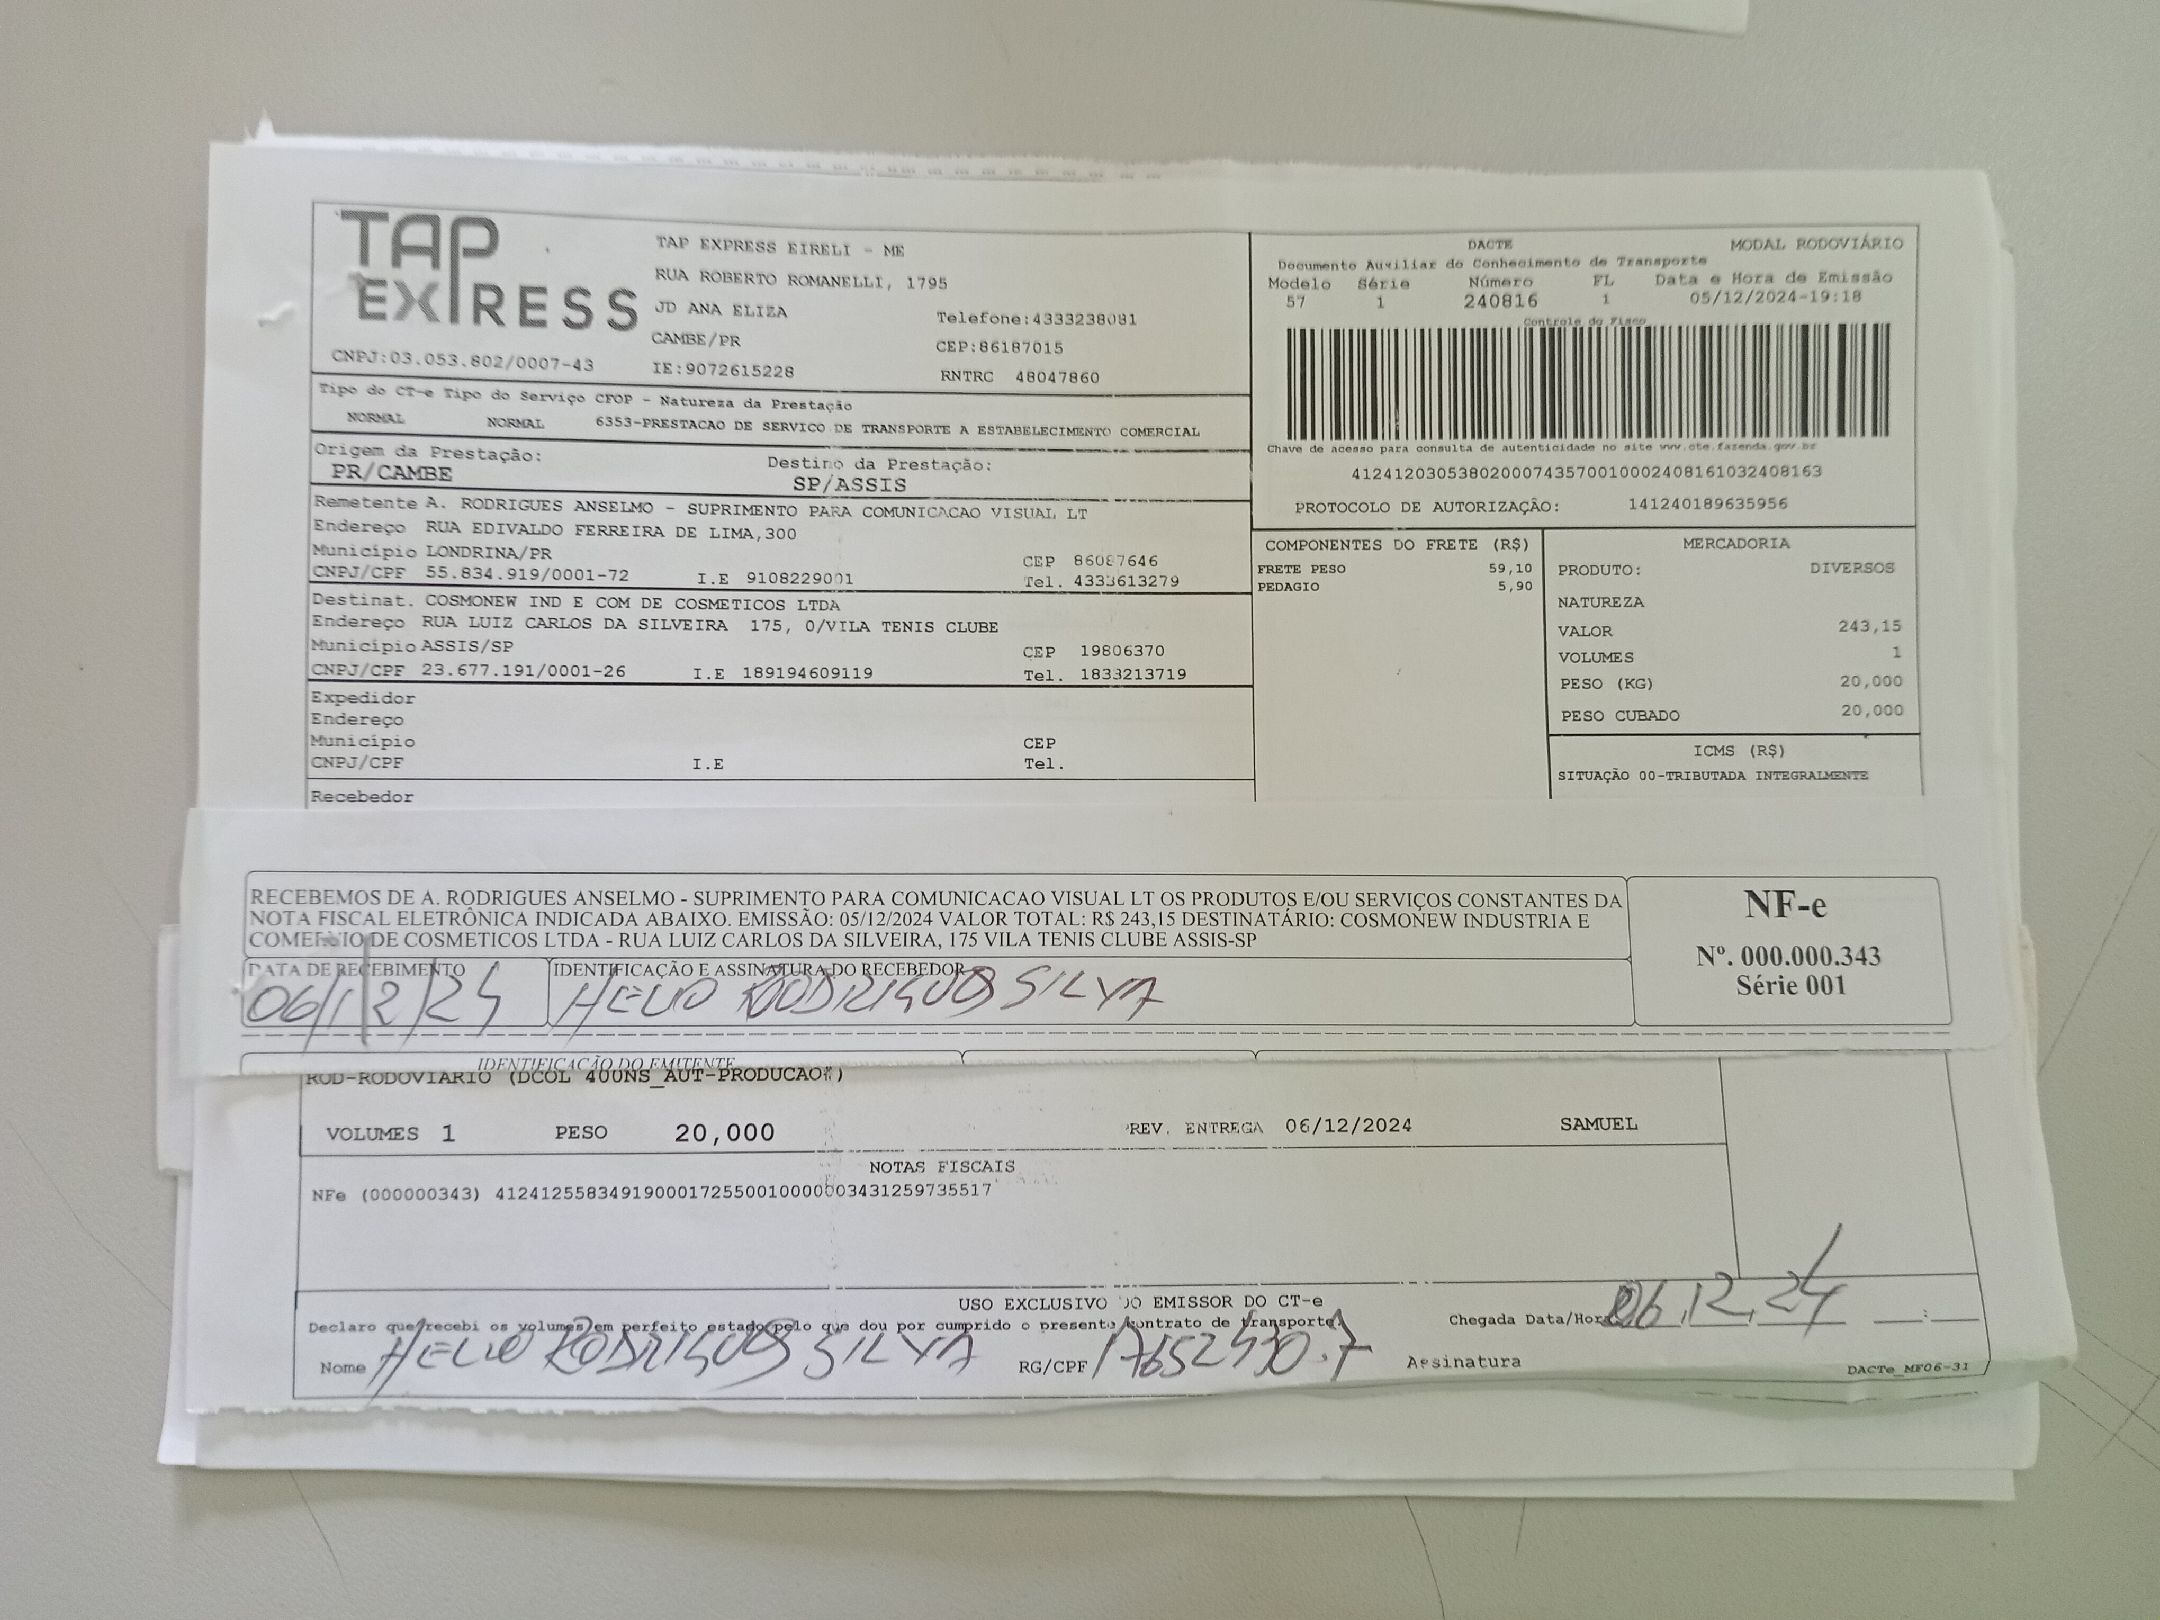 TAP
EXPRESS
CNPJ:03.053.802/0007-43
TAP EXPRESS EIRELI - ME
RUA ROBERTO ROMANELLI, 1795
JD ANA ELIZA
CAMBE/PR
IE:9072615228
Telefone:4333238081
CEP:86187015
RNTRC 48047860
DACTE MODAL RODOVIÁRIO
Documento Auxiliar do Conhecimento de Transporte
Modelo Série Número FL Data e Hora de Emissão
57 1 240816 1 05/12/2024-19:18
Controle do Fisco
Chave de acesso para consulta de autenticidade no site www.cte.fazenda.gov.br
41241203053802000743570010002408161032408163
PROTOCOLO DE AUTORIZAÇÃO: 141240189635956
Tipo do CT-e Tipo do Serviço CFOP - Natureza da Prestação
NORMAL NORMAL 6353-PRESTACAO DE SERVICO DE TRANSPORTE A ESTABELECIMENTO COMERCIAL
Origem da Prestação: Destino da Prestação:
PR/CAMBE SP/ASSIS
Remetente A. RODRIGUES ANSELMO - SUPRIMENTO PARA COMUNICACAO VISUAL LT
Endereço RUA EDIVALDO FERREIRA DE LIMA,300
Município LONDRINA/PR CEP 86087646
CNPJ/CPF 55.834.919/0001-72 I.E 9108229001 Tel. 4333613279
Destinat. COSMONEW IND E COM DE COSMETICOS LTDA
Endereço RUA LUIZ CARLOS DA SILVEIRA 175, 0/VILA TENIS CLUBE
Município ASSIS/SP CEP 19806370
CNPJ/CPF 23.677.191/0001-26 I.E 189194609119 Tel. 1833213719
Expedidor
Endereço
Município CEP
CNPJ/CPF I.E Tel.
Recebedor
COMPONENTES DO FRETE (R$)
FRETE PESO 59,10
PEDAGIO 5,90
MERCADORIA
PRODUTO: DIVERSOS
NATUREZA
VALOR 243,15
VOLUMES 1
PESO (KG) 20,000
PESO CUBADO 20,000
ICMS (R$)
SITUAÇÃO 00-TRIBUTADA INTEGRALMENTE
RECEBEMOS DE A. RODRIGUES ANSELMO - SUPRIMENTO PARA COMUNICACAO VISUAL LT OS PRODUTOS E/OU SERVIÇOS CONSTANTES DA
NOTA FISCAL ELETRÔNICA INDICADA ABAIXO. EMISSÃO: 05/12/2024 VALOR TOTAL: R$ 243,15 DESTINATÁRIO: COSMONEW INDUSTRIA E
COMERCIO DE COSMETICOS LTDA - RUA LUIZ CARLOS DA SILVEIRA, 175 VILA TENIS CLUBE ASSIS-SP
DATA DE RECEBIMENTO IDENTIFICAÇÃO E ASSINATURA DO RECEBEDOR
06/12/24 HELIO RODRIGUES SILVA
NF-e
Nº. 000.000.343
Série 001
IDENTIFICAÇÃO DO EMITENTE
ROD-RODOVIARIO (DCOL 400NS_AUT-PRODUCAO*)
VOLUMES 1 PESO 20,000 PREV. ENTREGA 06/12/2024 SAMUEL
NOTAS FISCAIS
NFe (000000343) 41241255834919000172550010000003431259735517
USO EXCLUSIVO DO EMISSOR DO CT-e
Declaro que recebi os volumes em perfeito estado pelo que dou por cumprido o presente contrato de transporte. Chegada Data/Hora 06,12,24 :
Nome HELIO RODRIGUES SILVA RG/CPF 17652430.7 Assinatura DACTe_MF06-31